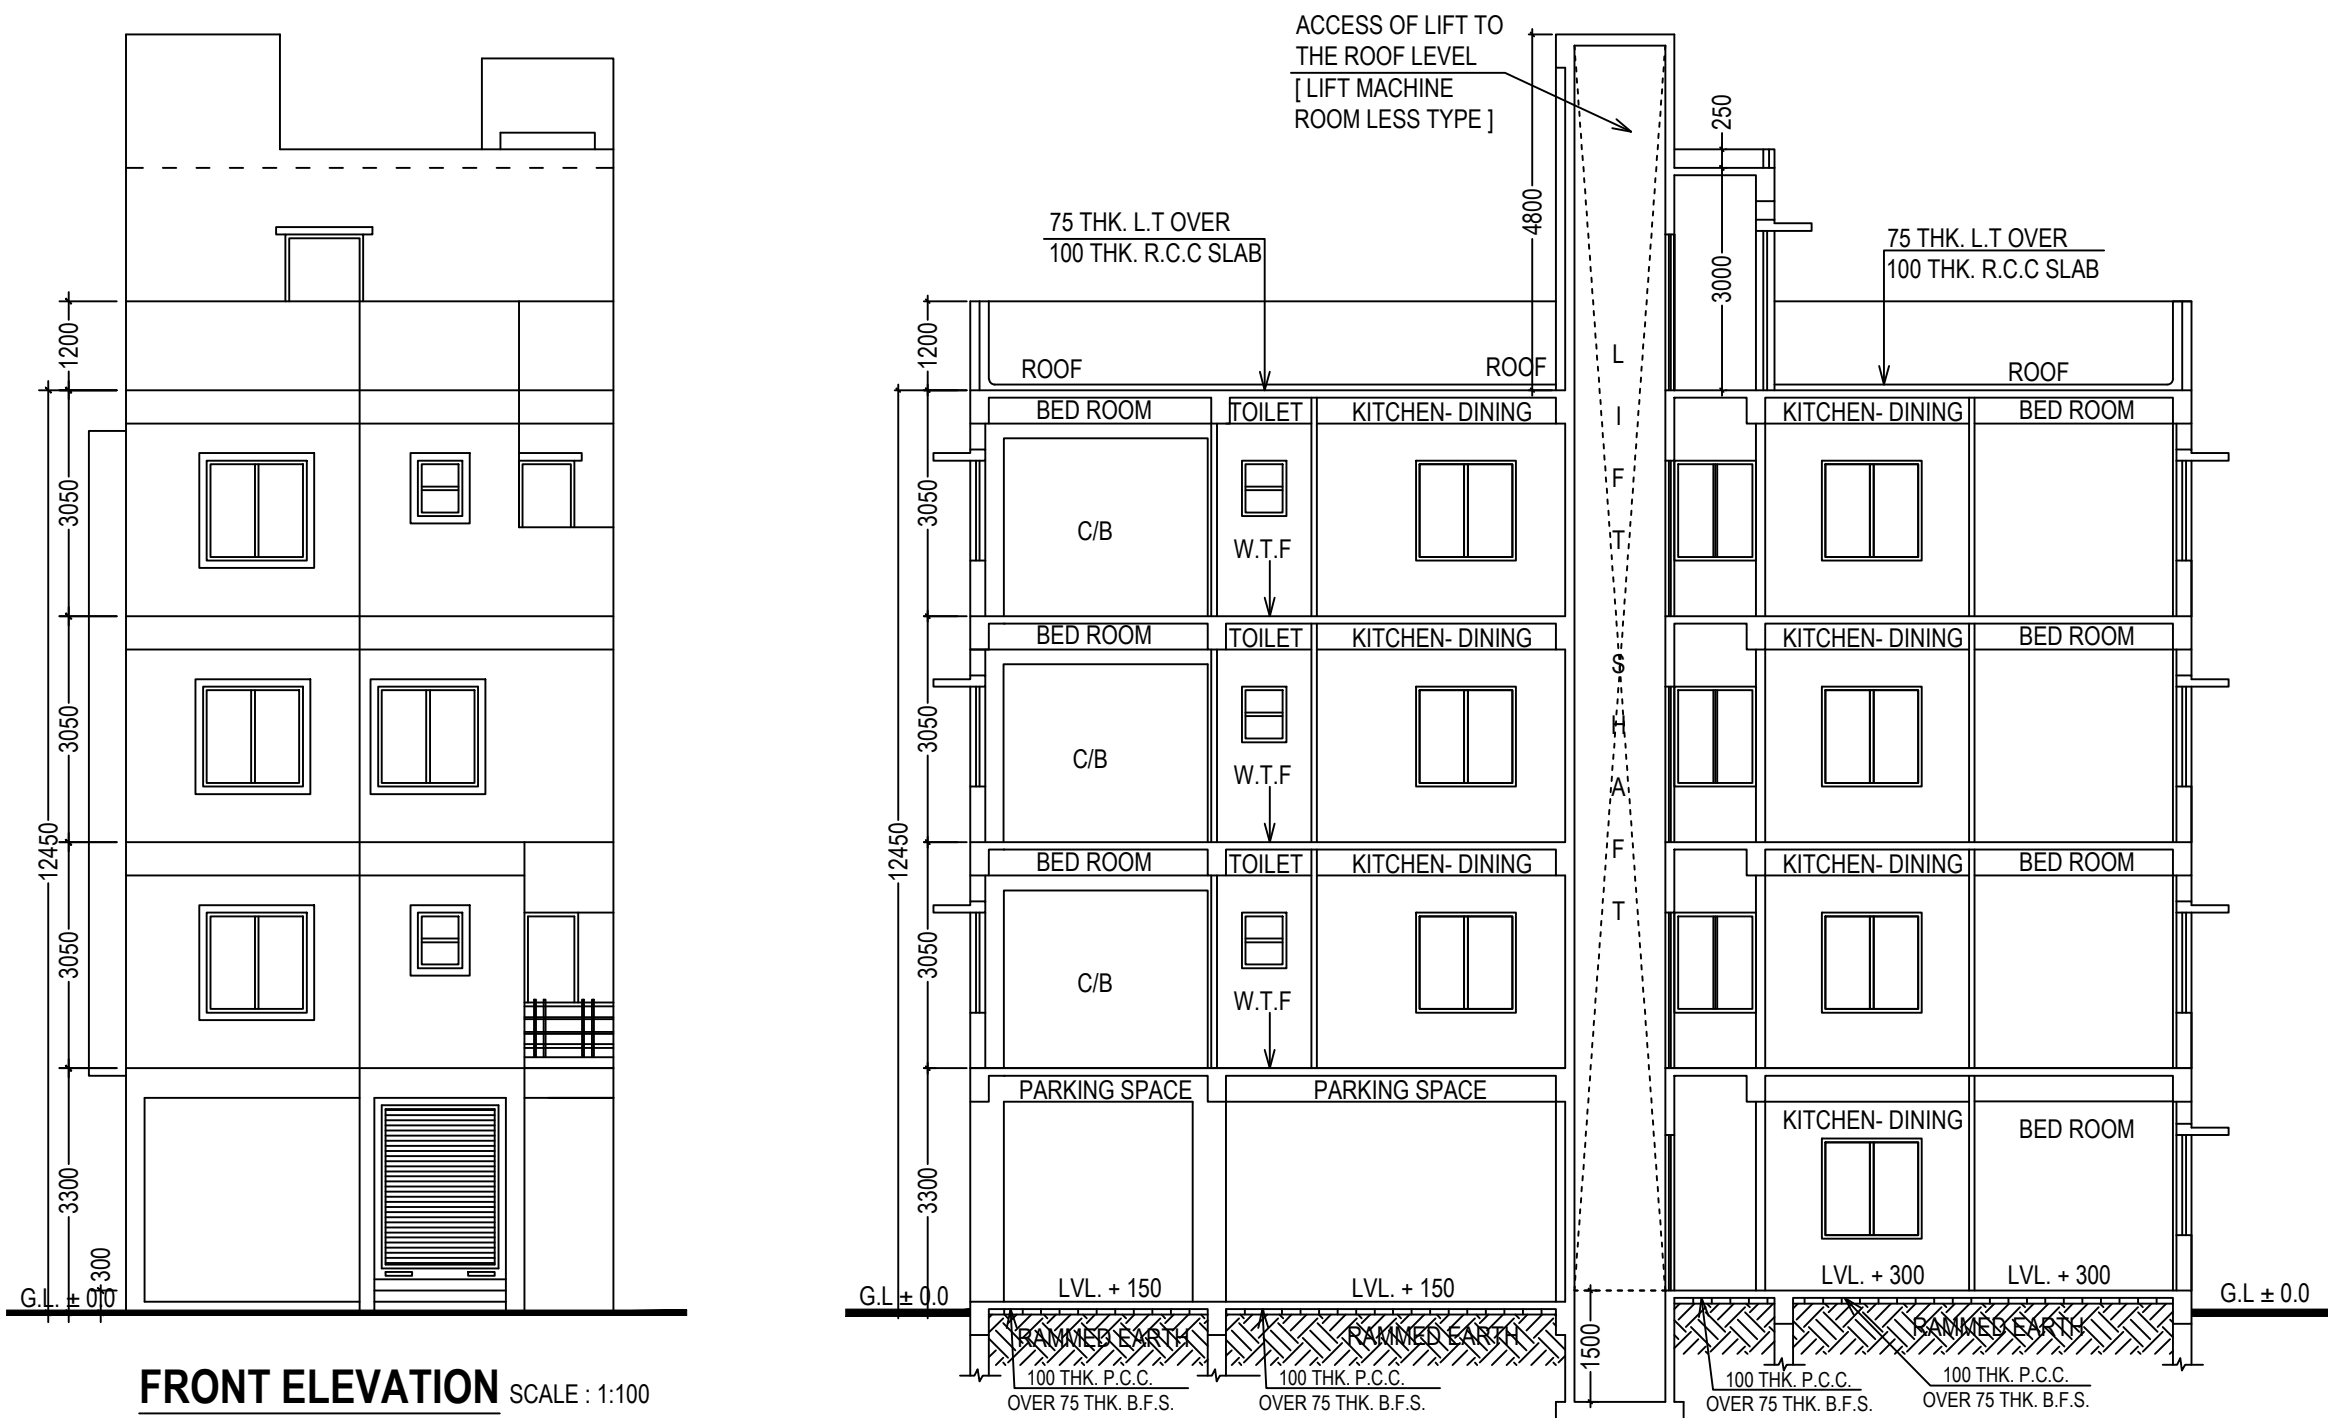 ACCESS OF LIFT TO
THE ROOF LEVEL
[ LIFT MACHINE
ROOM LESS TYPE ]
250
4800
3000
75 THK. L.T OVER
100 THK. R.C.C SLAB
75 THK. L.T OVER
100 THK. R.C.C SLAB
1200
1200
ROOF
ROOF
ROOF
LIFT SHAFT
BED ROOM
TOILET
KITCHEN- DINING
KITCHEN- DINING
BED ROOM
3050
3050
C/B
W.T.F
BED ROOM
TOILET
KITCHEN- DINING
KITCHEN- DINING
BED ROOM
3050
3050
C/B
W.T.F
12450
12450
BED ROOM
TOILET
KITCHEN- DINING
KITCHEN- DINING
BED ROOM
3050
3050
C/B
W.T.F
PARKING SPACE
PARKING SPACE
KITCHEN- DINING
BED ROOM
3300
3300
300
LVL. + 150
LVL. + 150
LVL. + 300
LVL. + 300
G.L. ± 0.0
G.L ± 0.0
G.L ± 0.0
RAMMED EARTH
RAMMED EARTH
RAMMED EARTH
1500
100 THK. P.C.C.
OVER 75 THK. B.F.S.
100 THK. P.C.C.
OVER 75 THK. B.F.S.
100 THK. P.C.C.
OVER 75 THK. B.F.S.
100 THK. P.C.C.
OVER 75 THK. B.F.S.
FRONT ELEVATION SCALE : 1:100